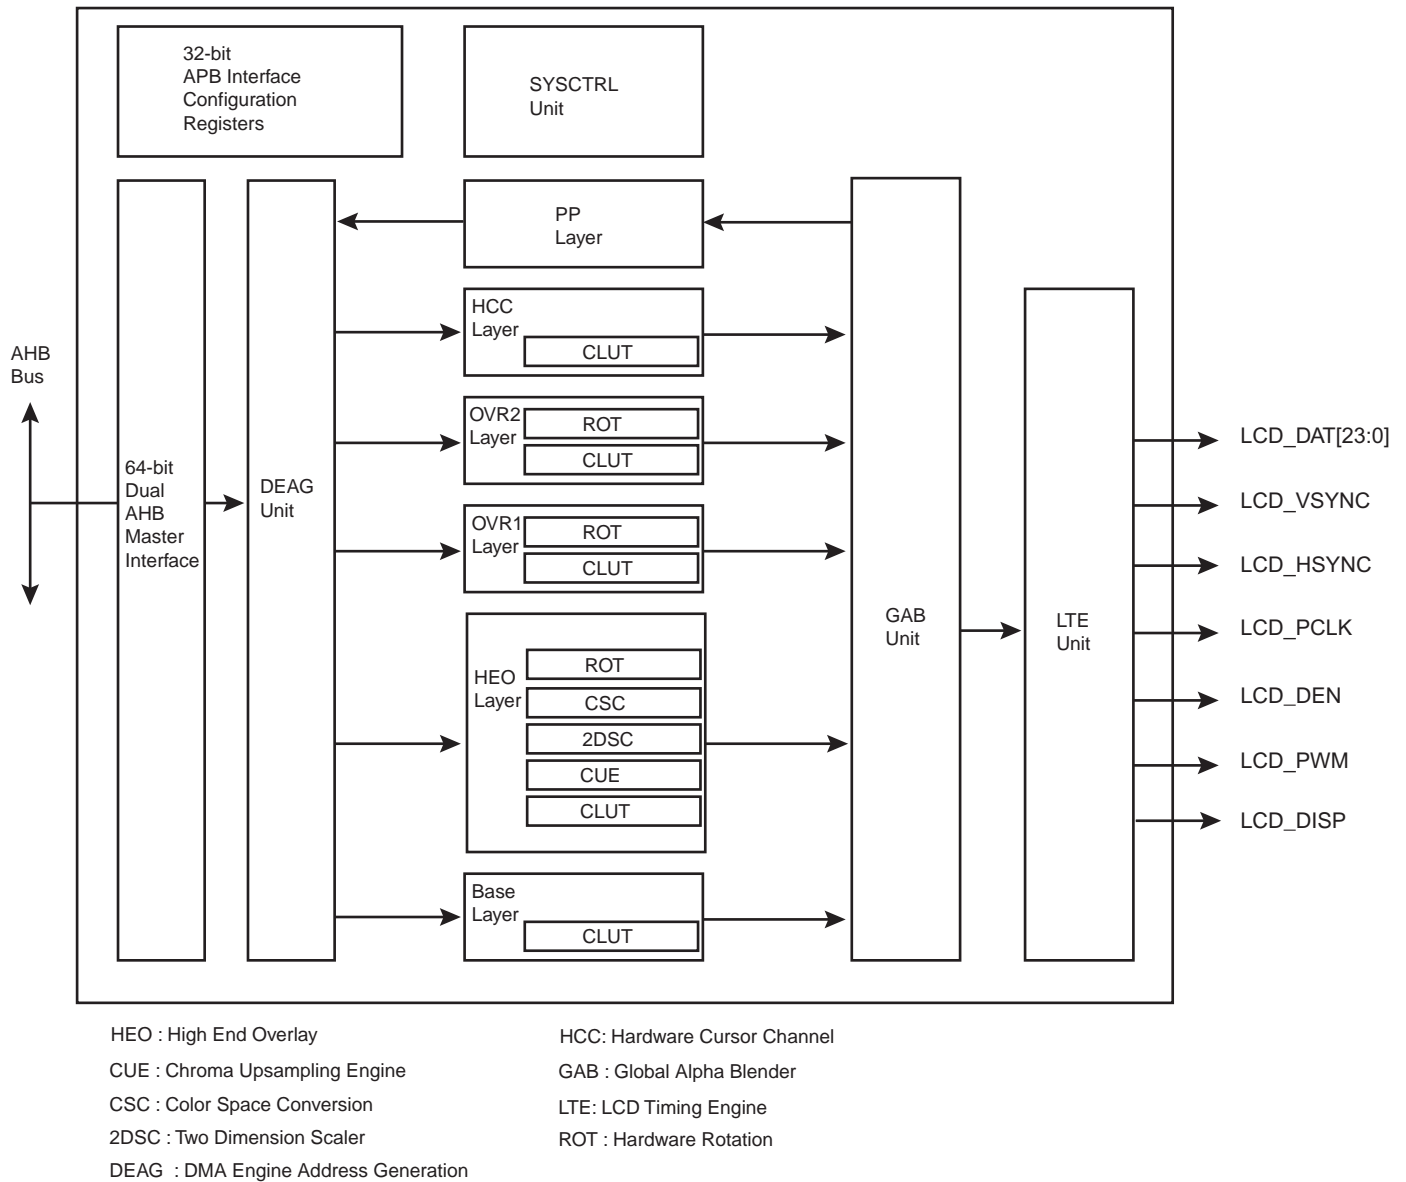 32-bit
APB Interface
Configuration
Registers
SYSCTRL
Unit
PP
Layer
HCC
Layer
CLUT
AHB
Bus
OVR2
Layer
ROT
CLUT
64-bit
Dual
AHB
Master
Interface
DEAG
Unit
OVR1
Layer
ROT
CLUT
HEO
Layer
ROT
CSC
2DSC
CUE
CLUT
Base
Layer
CLUT
GAB
Unit
LTE
Unit
LCD_DAT[23:0]
LCD_VSYNC
LCD_HSYNC
LCD_PCLK
LCD_DEN
LCD_PWM
LCD_DISP
HEO : High End Overlay
CUE : Chroma Upsampling Engine
CSC : Color Space Conversion
2DSC : Two Dimension Scaler
DEAG : DMA Engine Address Generation
HCC: Hardware Cursor Channel
GAB : Global Alpha Blender
LTE: LCD Timing Engine
ROT : Hardware Rotation